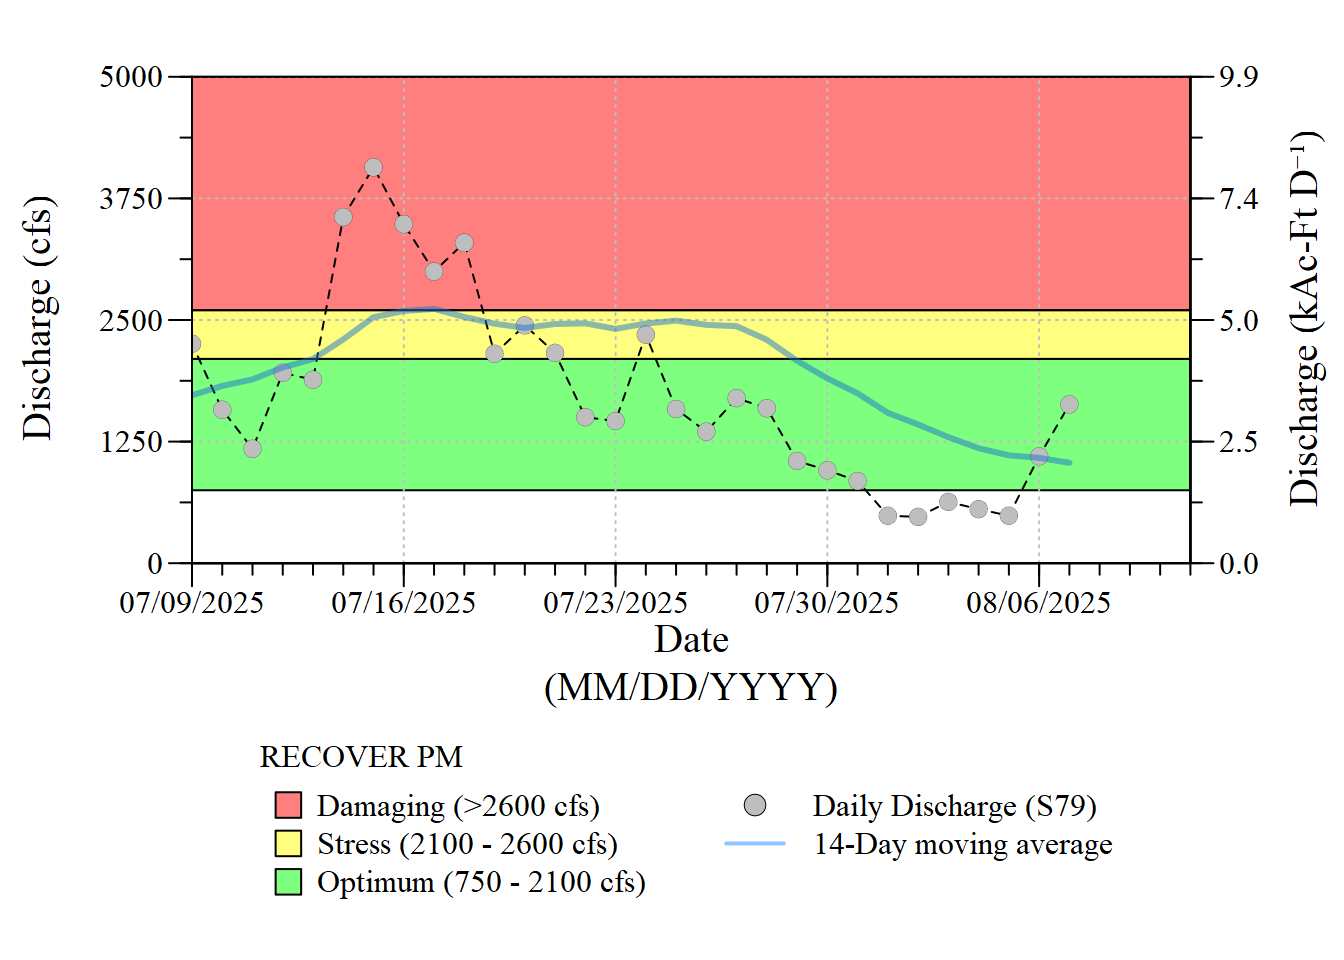 5000
3750
2500
1250
0
Discharge (cfs)
9.9
7.4
5.0
2.5
0.0
Discharge (kAc-Ft D⁻¹)
07/09/2025 07/16/2025 07/23/2025 07/30/2025 08/06/2025
Date
(MM/DD/YYYY)
RECOVER PM
Damaging (>2600 cfs)
Stress (2100 - 2600 cfs)
Optimum (750 - 2100 cfs)
Daily Discharge (S79)
14-Day moving average